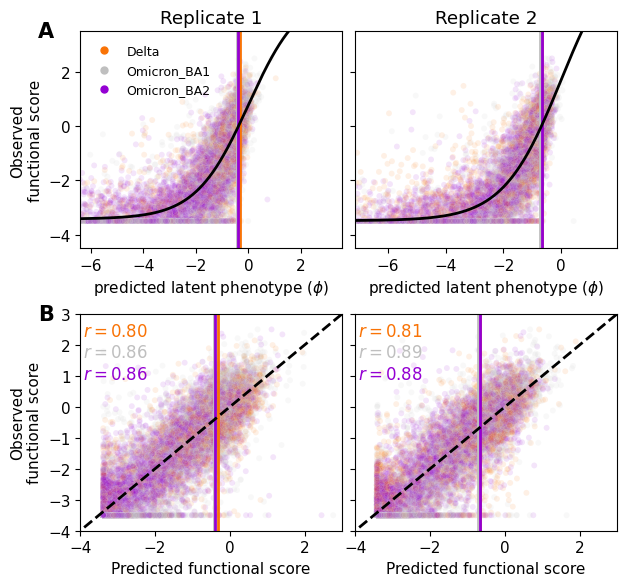 A
Replicate 1
Replicate 2
Delta
Omicron_BA1
Omicron_BA2
Observed
functional score
2
0
−2
−4
−6
−4
−2
0
2
−6
−4
−2
0
predicted latent phenotype (ϕ)
predicted latent phenotype (ϕ)
B
r = 0.80
r = 0.86
r = 0.86
r = 0.81
r = 0.89
r = 0.88
Observed
functional score
3
2
1
0
−1
−2
−3
−4
−4
−2
0
2
−4
−2
0
2
Predicted functional score
Predicted functional score